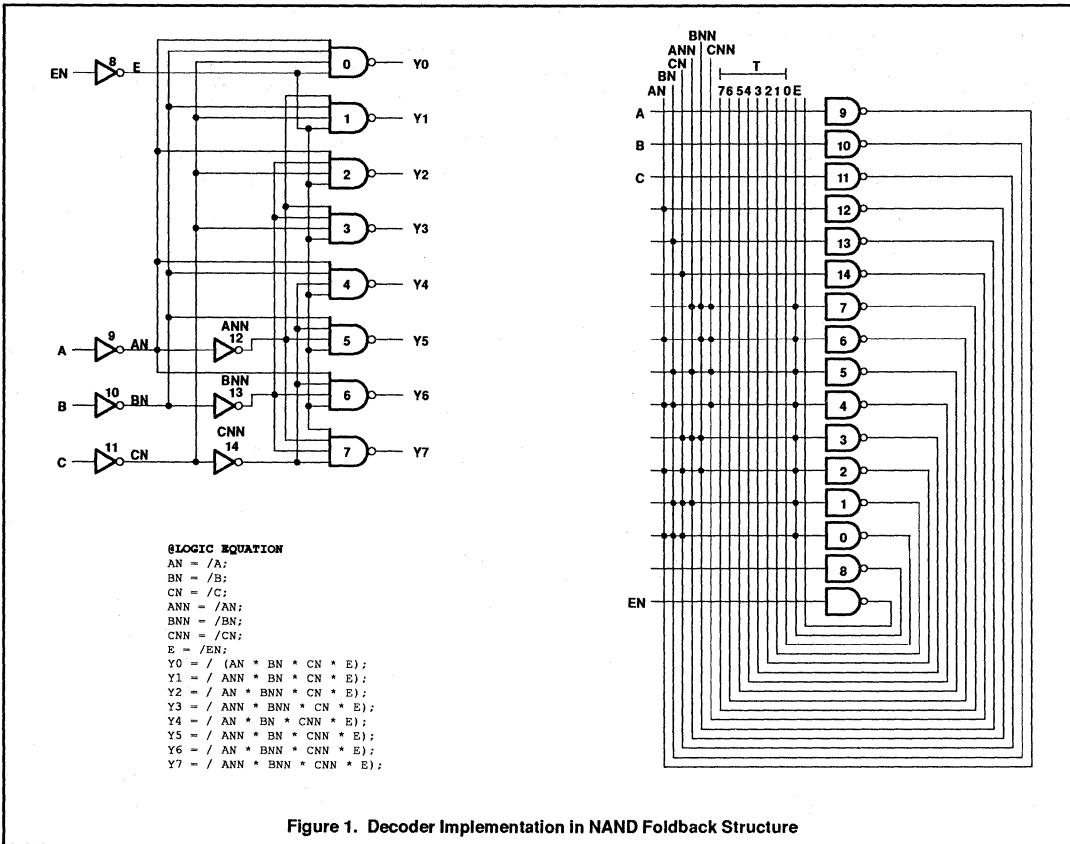 EN
8
E
0
Y0
1
Y1
2
Y2
3
Y3
4
Y4
A
9
AN
ANN
12
5
Y5
B
10
BN
BNN
13
6
Y6
C
11
CN
CNN
14
7
Y7
@LOGIC EQUATION
AN = /A;
BN = /B;
CN = /C;
ANN = /AN;
BNN = /BN;
CNN = /CN;
E = /EN;
Y0 = / (AN * BN * CN * E);
Y1 = / ANN * BN * CN * E);
Y2 = / AN * BNN * CN * E);
Y3 = / ANN * BNN * CN * E);
Y4 = / AN * BN * CNN * E);
Y5 = / ANN * BN * CNN * E);
Y6 = / AN * BNN * CNN * E);
Y7 = / ANN * BNN * CNN * E);
BNN
ANN CNN
CN
BN
AN
T
7 6 5 4 3 2 1 0 E
A
9
B
10
C
11
12
13
14
7
6
5
4
3
2
1
0
8
EN
Figure 1. Decoder Implementation in NAND Foldback Structure